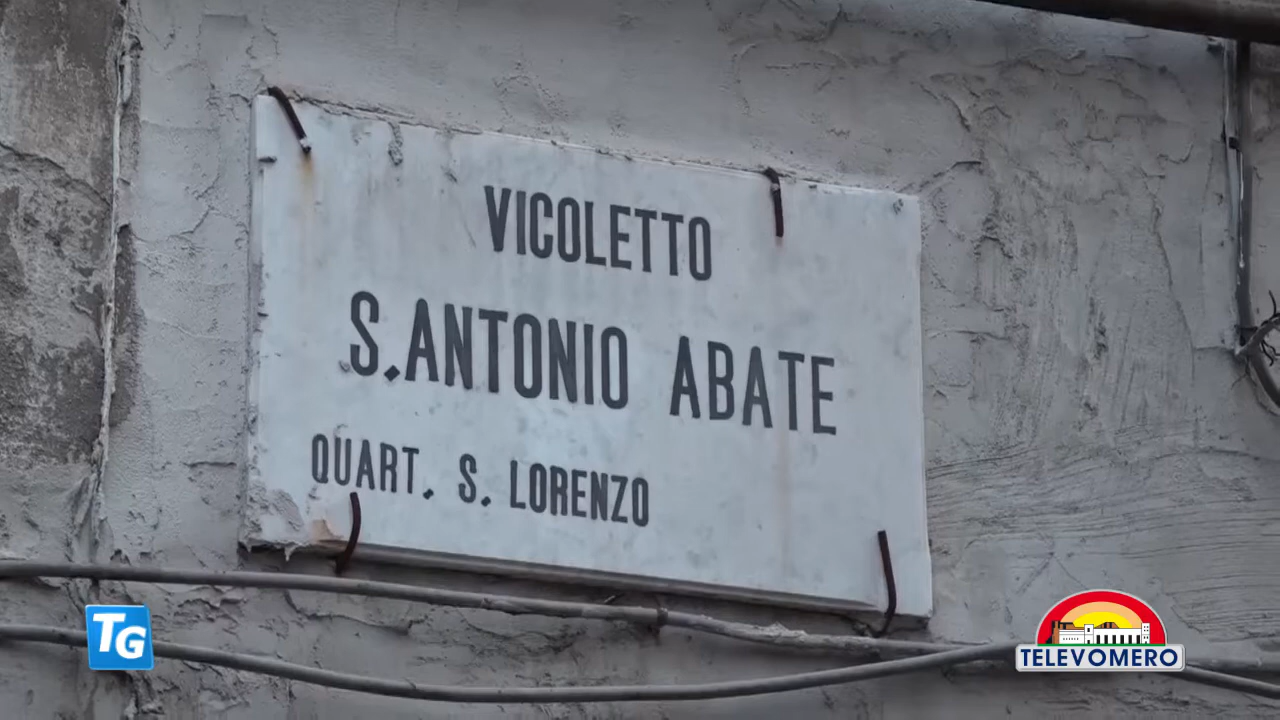 VICOLETTO
S. ANTONIO ABATE
QUART. S. LORENZO
TG
TELEVOMERO